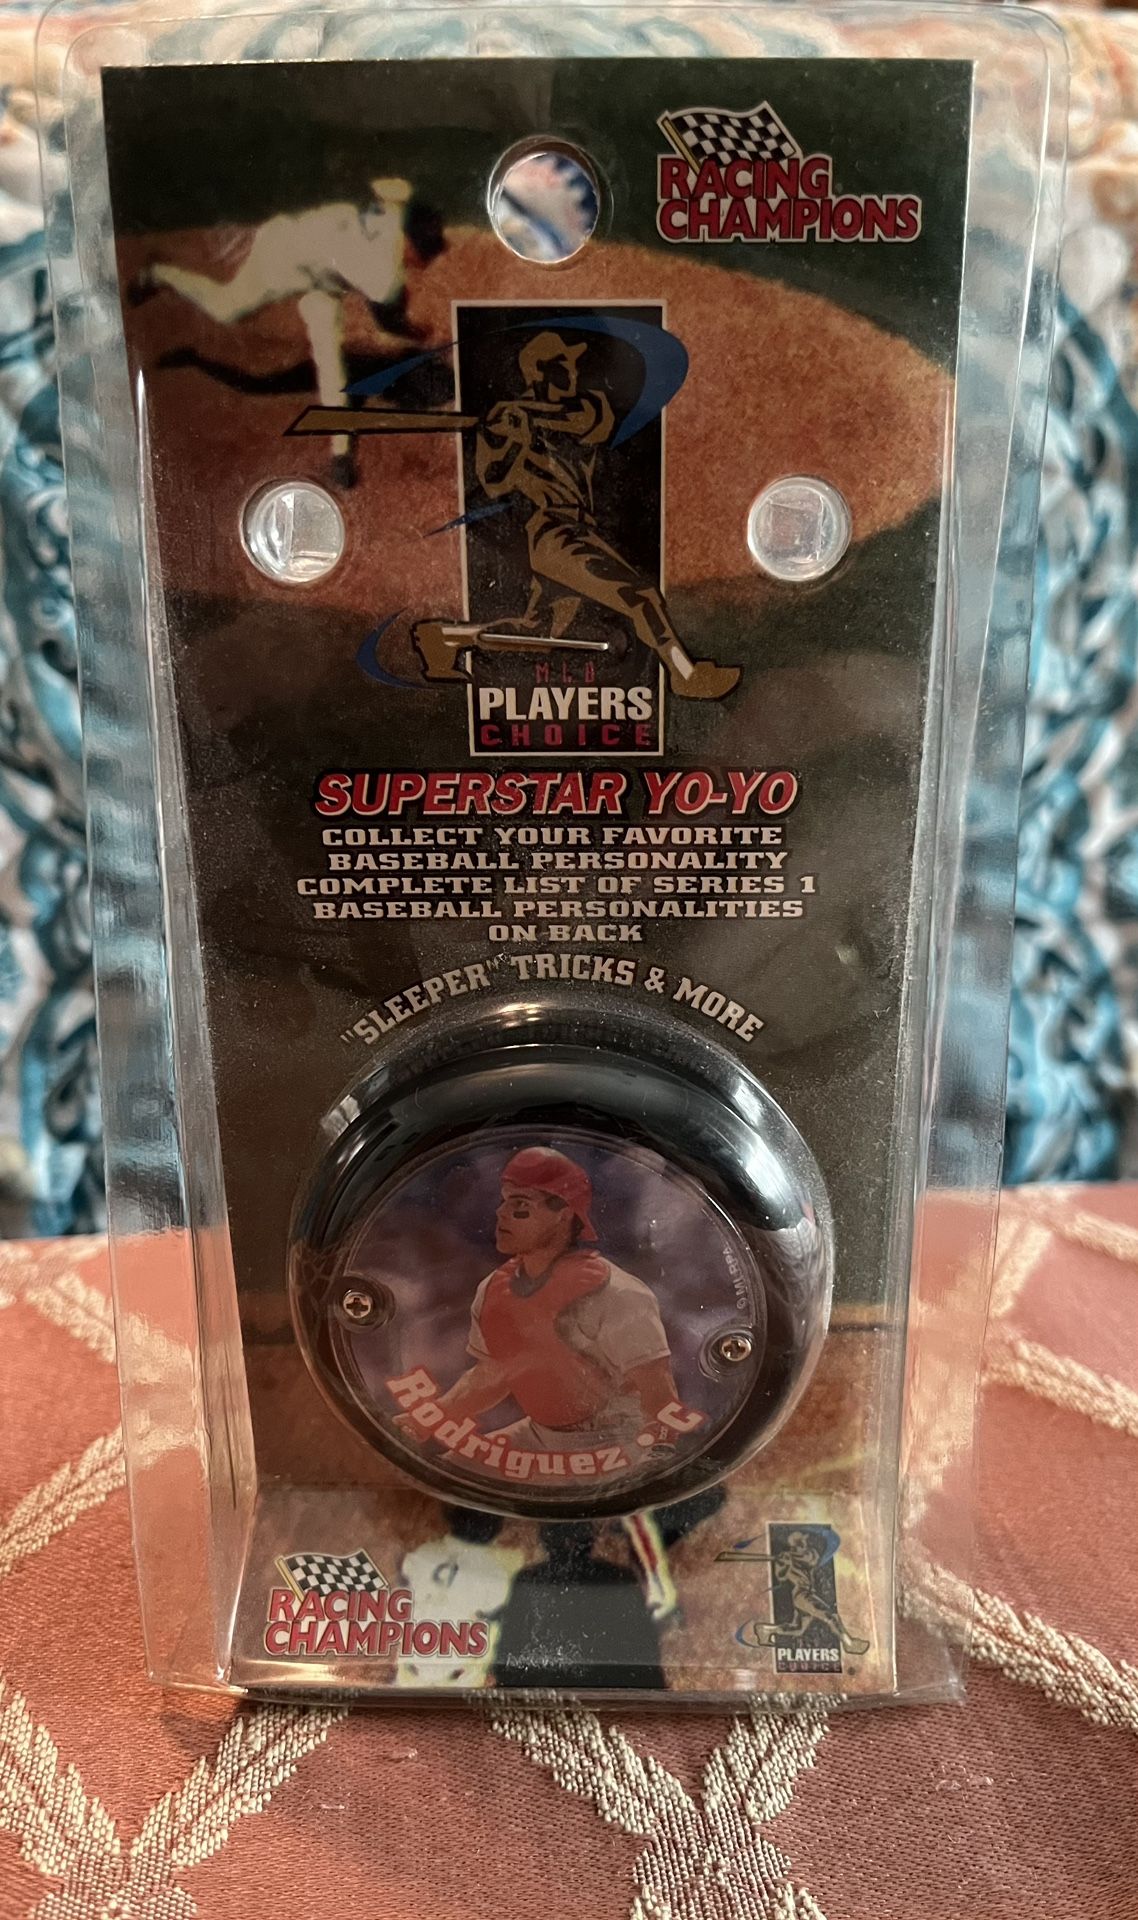 RACING
CHAMPIONS
MLB
PLAYERS
CHOICE
SUPERSTAR YO-YO
COLLECT YOUR FAVORITE
BASEBALL PERSONALITY
COMPLETE LIST OF SERIES 1
BASEBALL PERSONALITIES
ON BACK
"SLEEPER" TRICKS & MORE
Rodriguez • C
RACING
CHAMPIONS
PLAYERS
CHOICE